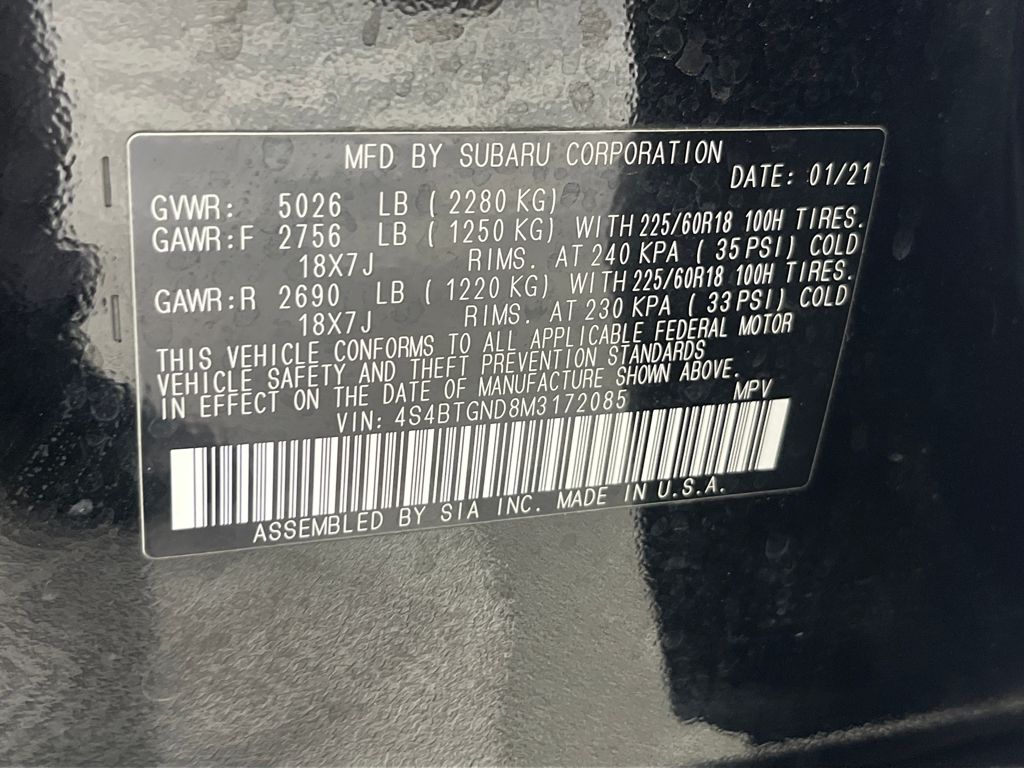 MFD BY SUBARU CORPORATION
DATE: 01/21
GVWR: 5026 LB ( 2280 KG)
GAWR:F 2756 LB ( 1250 KG) WITH 225/60R18 100H TIRES.
18X7J RIMS. AT 240 KPA ( 35 PSI) COLD
GAWR:R 2690 LB ( 1220 KG) WITH 225/60R18 100H TIRES.
18X7J RIMS. AT 230 KPA ( 33 PSI) COLD
THIS VEHICLE CONFORMS TO ALL APPLICABLE FEDERAL MOTOR
VEHICLE SAFETY AND THEFT PREVENTION STANDARDS
IN EFFECT ON THE DATE OF MANUFACTURE SHOWN ABOVE.
VIN: 4S4BTGND8M3172085 MPV
ASSEMBLED BY SIA INC. MADE IN U.S.A.